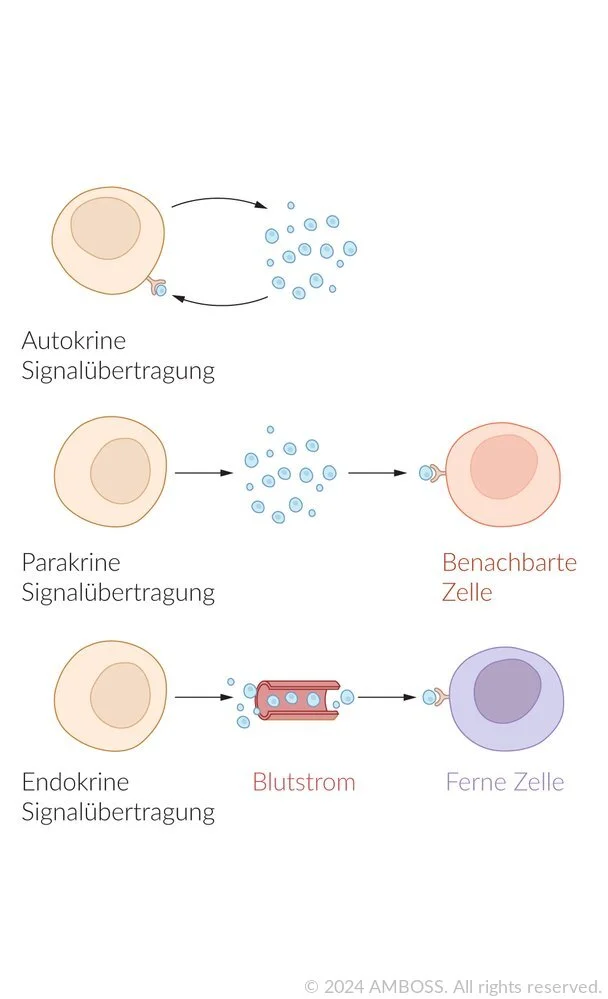 Autokrine
Signalübertragung
Parakrine
Signalübertragung
Benachbarte
Zelle
Endokrine
Signalübertragung
Blutstrom
Ferne Zelle
© 2024 AMBOSS. All rights reserved.